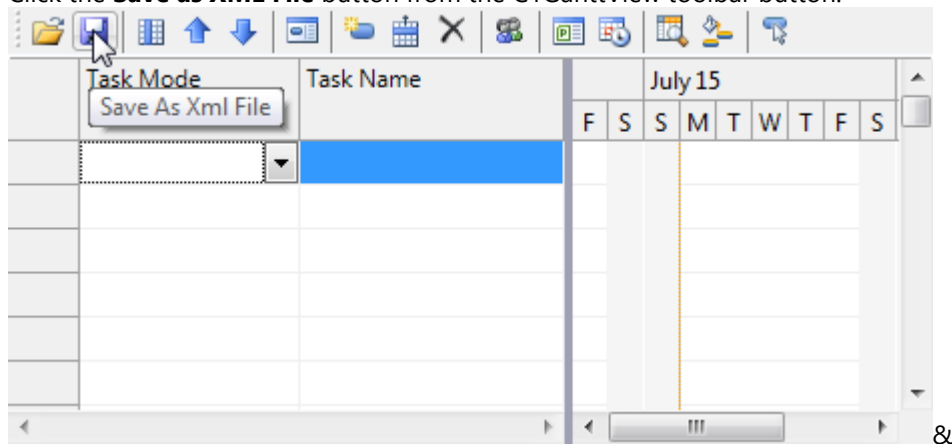 Click the Save as XML File button from the C1GanttView toolbar button.
Task Mode Task Name July 15
Save As Xml File
F S S M T W T F S
&